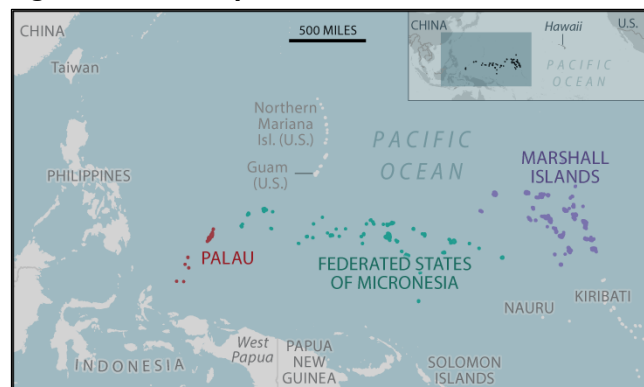 CHINA
500 MILES
CHINA
U.S.
Hawaii
PACIFIC
OCEAN
Taiwan
Northern
Mariana
Isl. (U.S.)
Guam
(U.S.)
PACIFIC
OCEAN
PHILIPPINES
MARSHALL
ISLANDS
PALAU
FEDERATED STATES
OF MICRONESIA
NAURU
KIRIBATI
West
Papua
PAPUA
NEW
GUINEA
INDONESIA
SOLOMON
ISLANDS